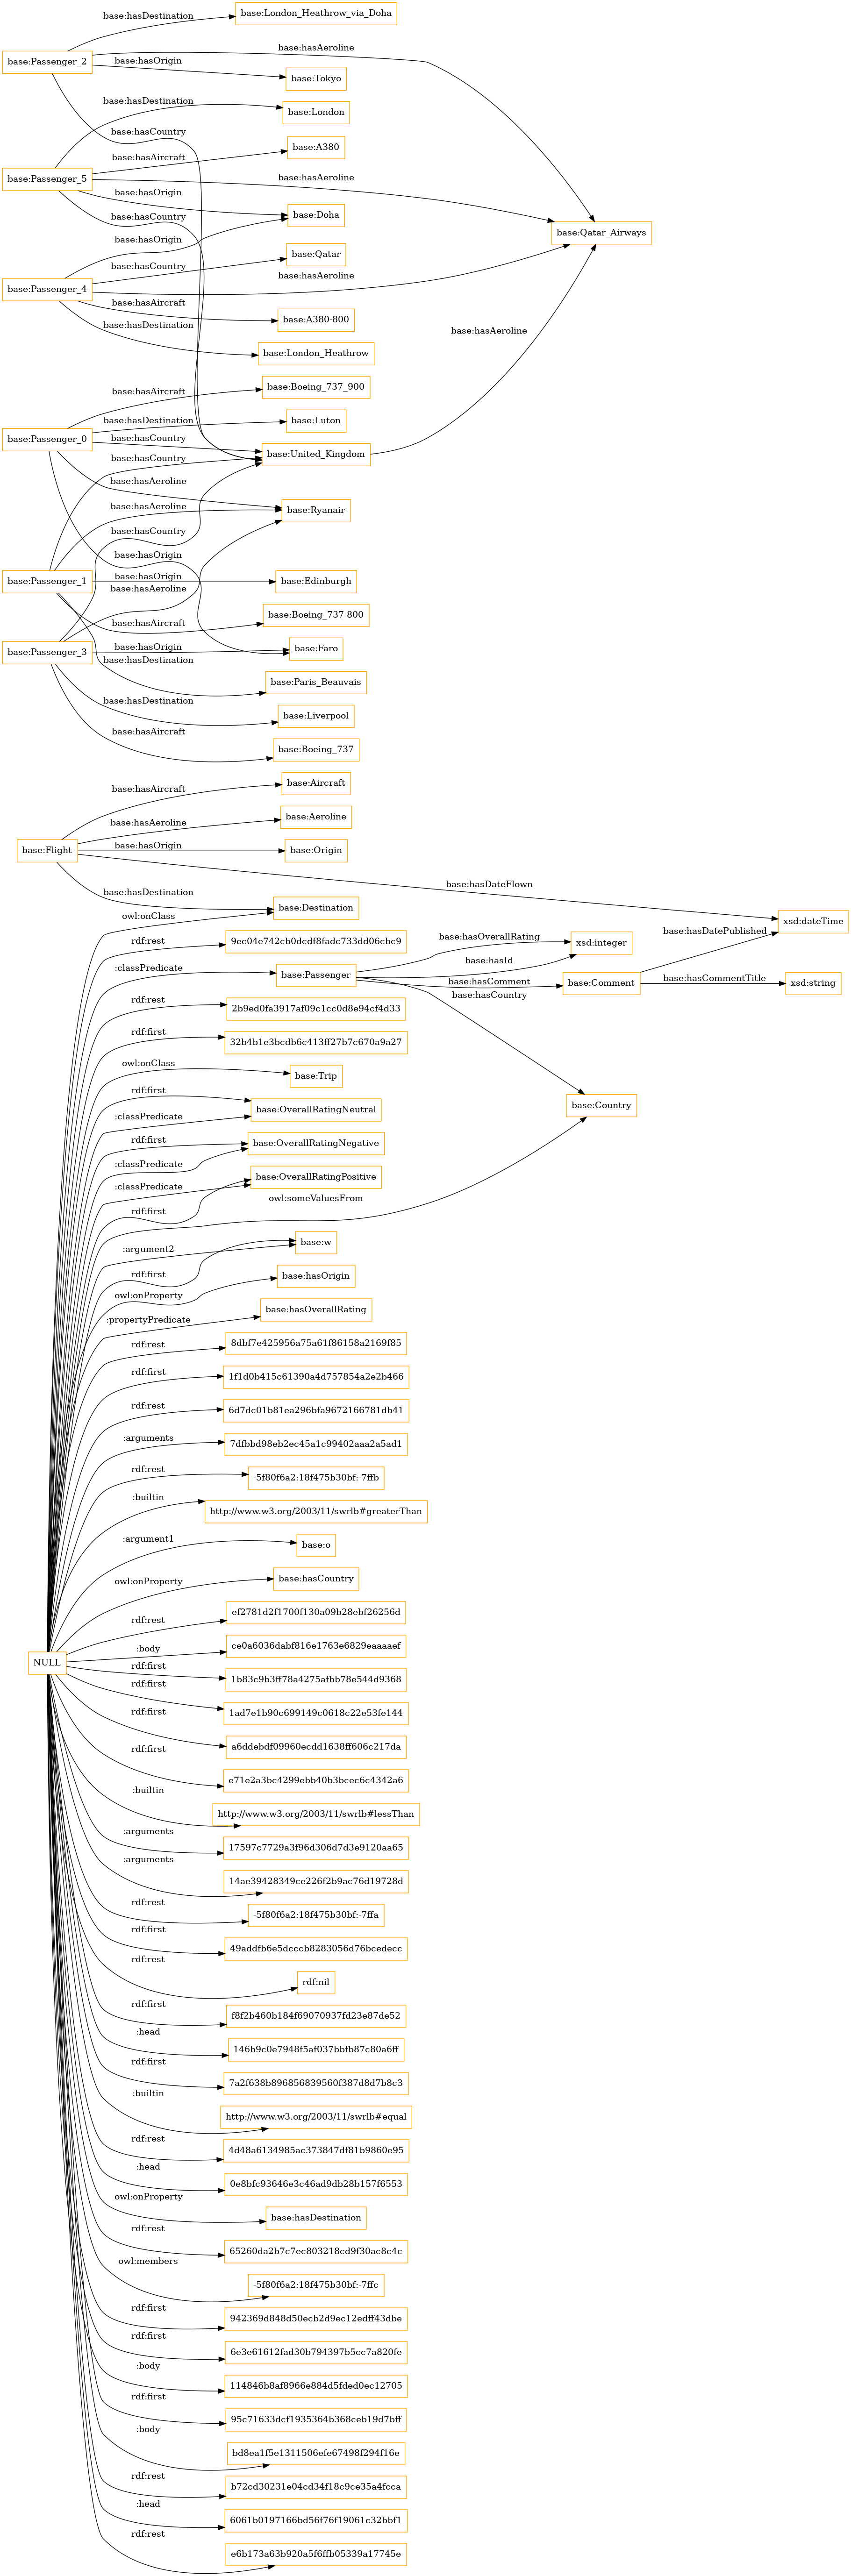 base:hasDestination
base:London_Heathrow_via_Doha
base:Passenger_2
base:hasAeroline
base:hasOrigin
base:Tokyo
base:hasDestination
base:London
base:hasCountry
base:A380
base:hasAircraft
base:Passenger_5
base:hasAeroline
base:hasOrigin
base:Doha
base:hasCountry
base:Qatar_Airways
base:hasOrigin
base:Qatar
base:hasCountry
base:hasAeroline
base:Passenger_4
base:hasAircraft
base:A380-800
base:hasDestination
base:hasAeroline
base:London_Heathrow
base:Boeing_737_900
base:hasAircraft
base:hasDestination
base:Luton
base:Passenger_0
base:hasCountry
base:United_Kingdom
base:hasCountry
base:hasAeroline
base:hasAeroline
base:Ryanair
base:hasCountry
base:hasOrigin
base:Passenger_1
base:hasOrigin
base:Edinburgh
base:hasAeroline
base:Boeing_737-800
base:hasAircraft
base:Passenger_3
base:hasOrigin
base:Faro
base:hasDestination
base:Paris_Beauvais
base:hasDestination
base:Liverpool
base:hasAircraft
base:Boeing_737
base:Aircraft
base:hasAircraft
base:hasAeroline
base:Aeroline
base:Flight
base:hasOrigin
base:Origin
base:hasDateFlown
base:hasDestination
base:Destination
owl:onClass
xsd:dateTime
base:hasDatePublished
rdf:rest
9ec04e742cb0dcdf8fadc733dd06cbc9
base:hasOverallRating
xsd:integer
:classPredicate
base:Passenger
base:hasId
base:hasComment
base:Comment
base:hasCommentTitle
xsd:string
base:hasCountry
rdf:rest
2b9ed0fa3917af09c1cc0d8e94cf4d33
rdf:first
32b4b1e3bcdb6c413ff27b7c670a9a27
owl:onClass
base:Trip
rdf:first
base:OverallRatingNeutral
base:Country
:classPredicate
rdf:first
base:OverallRatingNegative
:classPredicate
base:OverallRatingPositive
:classPredicate
owl:someValuesFrom
rdf:first
base:w
:argument2
rdf:first
base:hasOrigin
owl:onProperty
base:hasOverallRating
:propertyPredicate
rdf:rest
8dbf7e425956a75a61f86158a2169f85
rdf:first
1f1d0b415c61390a4d757854a2e2b466
rdf:rest
6d7dc01b81ea296bfa9672166781db41
:arguments
7dfbbd98eb2ec45a1c99402aaa2a5ad1
rdf:rest
-5f80f6a2:18f475b30bf:-7ffb
:builtin
http://www.w3.org/2003/11/swrlb#greaterThan
:argument1
base:o
owl:onProperty
base:hasCountry
rdf:rest
ef2781d2f1700f130a09b28ebf26256d
:body
ce0a6036dabf816e1763e6829eaaaaef
NULL
rdf:first
1b83c9b3ff78a4275afbb78e544d9368
rdf:first
1ad7e1b90c699149c0618c22e53fe144
rdf:first
a6ddebdf09960ecdd1638ff606c217da
rdf:first
e71e2a3bc4299ebb40b3bcec6c4342a6
:builtin
http://www.w3.org/2003/11/swrlb#lessThan
:arguments
17597c7729a3f96d306d7d3e9120aa65
:arguments
14ae39428349ce226f2b9ac76d19728d
rdf:rest
-5f80f6a2:18f475b30bf:-7ffa
rdf:first
49addfb6e5dcccb8283056d76bcedecc
rdf:rest
rdf:nil
rdf:first
f8f2b460b184f69070937fd23e87de52
:head
146b9c0e7948f5af037bbfb87c80a6ff
rdf:first
7a2f638b896856839560f387d8d7b8c3
:builtin
http://www.w3.org/2003/11/swrlb#equal
rdf:rest
4d48a6134985ac373847df81b9860e95
:head
0e8bfc93646e3c46ad9db28b157f6553
owl:onProperty
base:hasDestination
rdf:rest
65260da2b7c7ec803218cd9f30ac8c4c
owl:members
-5f80f6a2:18f475b30bf:-7ffc
rdf:first
942369d848d50ecb2d9ec12edff43dbe
rdf:first
6e3e61612fad30b794397b5cc7a820fe
:body
114846b8af8966e884d5fded0ec12705
rdf:first
95c71633dcf1935364b368ceb19d7bff
:body
bd8ea1f5e1311506efe67498f294f16e
rdf:rest
b72cd30231e04cd34f18c9ce35a4fcca
:head
6061b0197166bd56f76f19061c32bbf1
rdf:rest
e6b173a63b920a5f6ffb05339a17745e